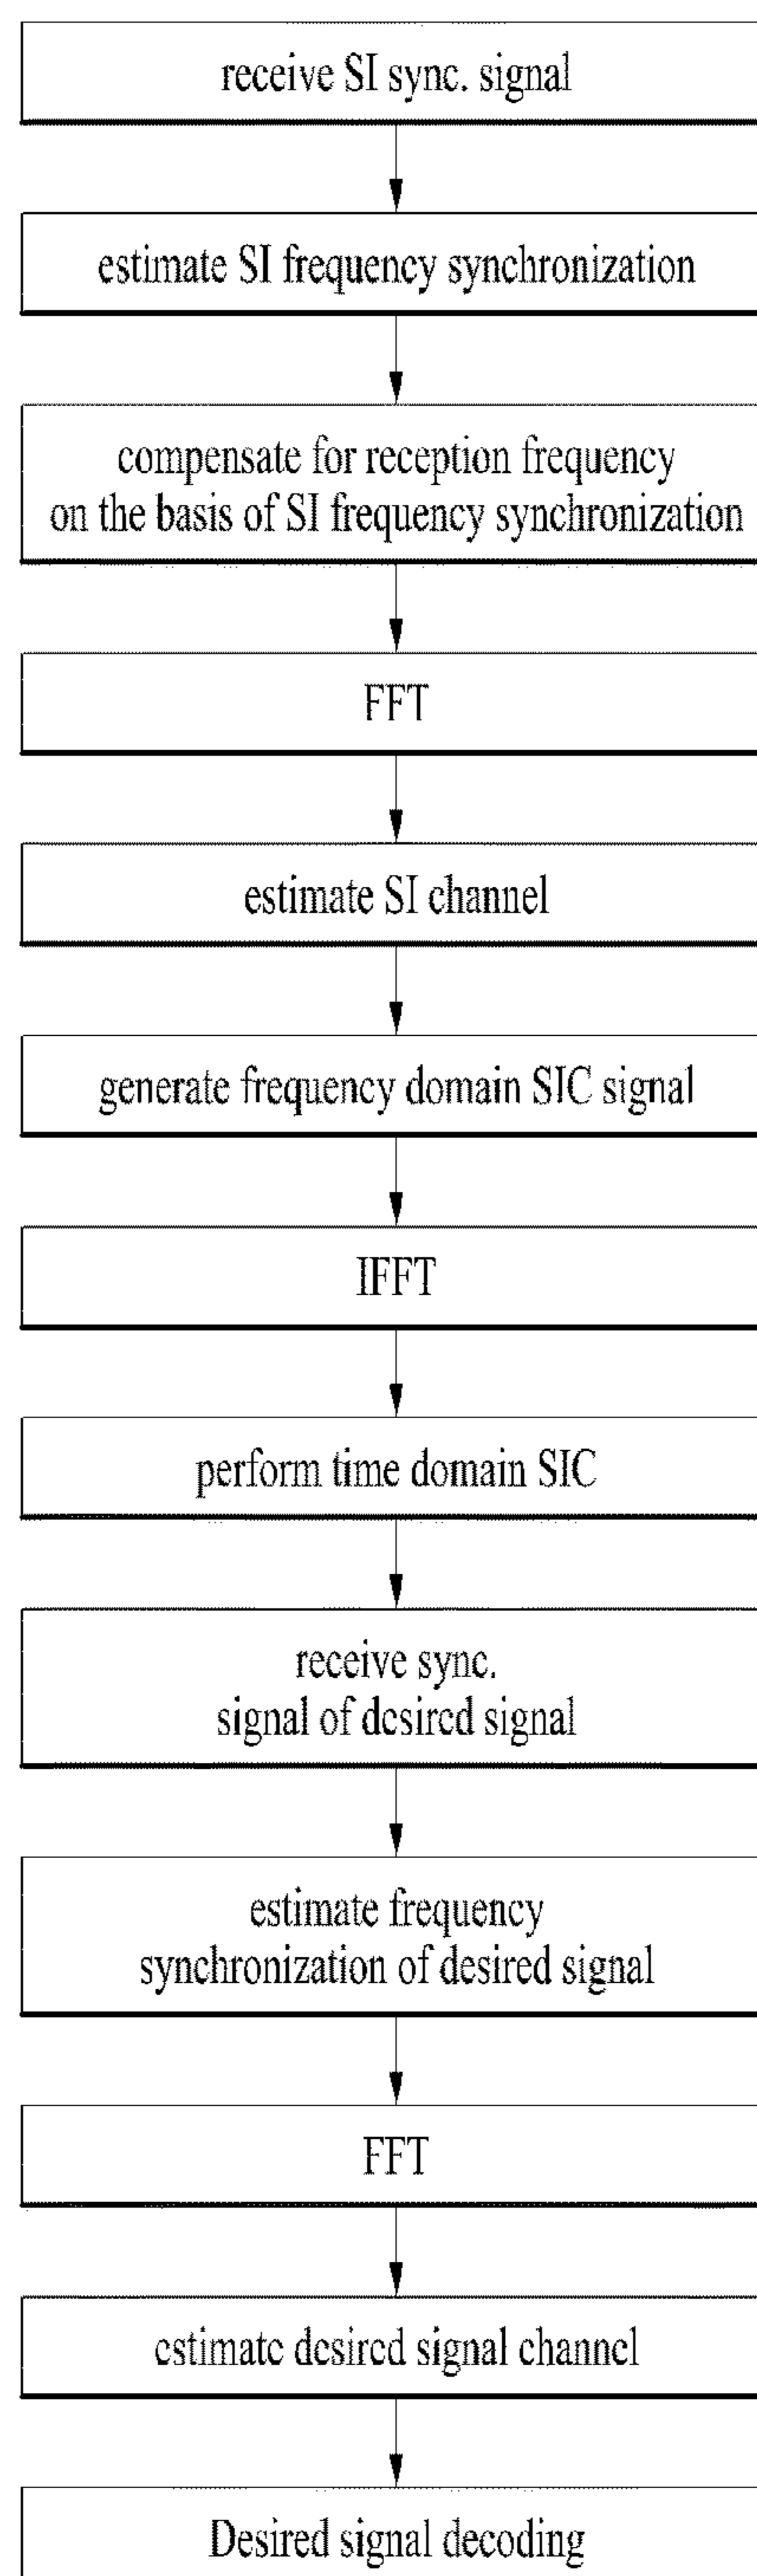 receive SI sync. signal
estimate SI frequency synchronization
compensate for reception frequency
on the basis of SI frequency synchronization
FFT
estimate SI channel
generate frequency domain SIC signal
IFFT
perform time domain SIC
receive sync.
signal of desired signal
estimate frequency
synchronization of desired signal
FFT
estimate desired signal channel
Desired signal decoding